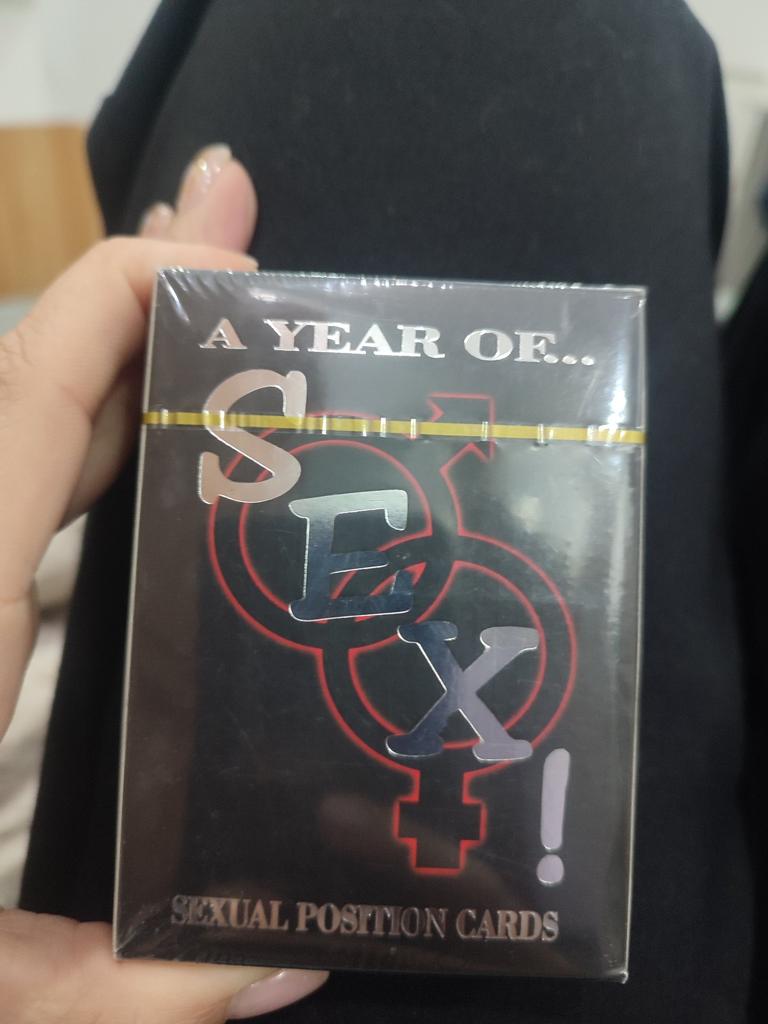 A YEAR OF...
SEX!
SEXUAL POSITION CARDS